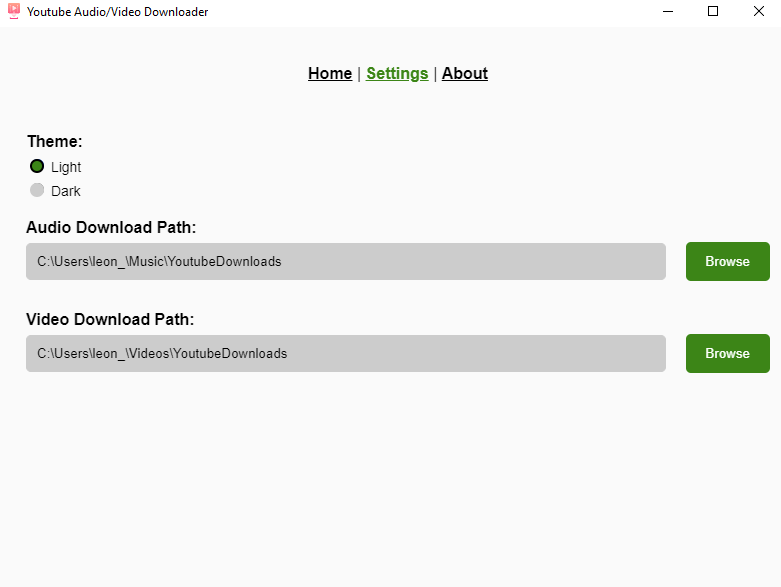 Youtube Audio/Video Downloader
Home | Settings | About
Theme:
Light
Dark
Audio Download Path:
C:\Users\leon_\Music\YoutubeDownloads
Browse
Video Download Path:
C:\Users\leon_\Videos\YoutubeDownloads
Browse